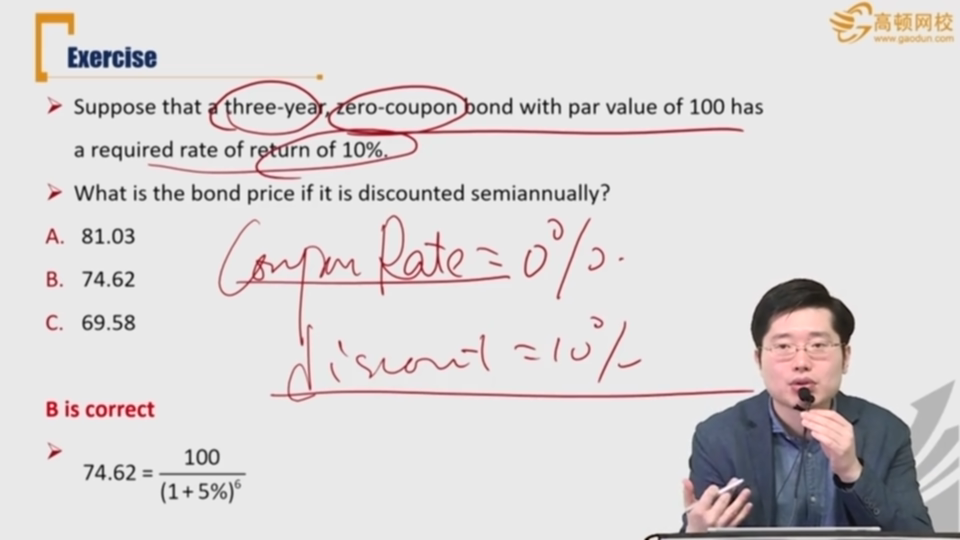 高顿网校
www.gaodun.com
Exercise
Suppose that a three-year, zero-coupon bond with par value of 100 has
a required rate of return of 10%.
What is the bond price if it is discounted semiannually?
A. 81.03
B. 74.62
C. 69.58
Coupon Rate = 0%.
discount = 10%
B is correct
74.62 = 100 / (1 + 5%)⁶